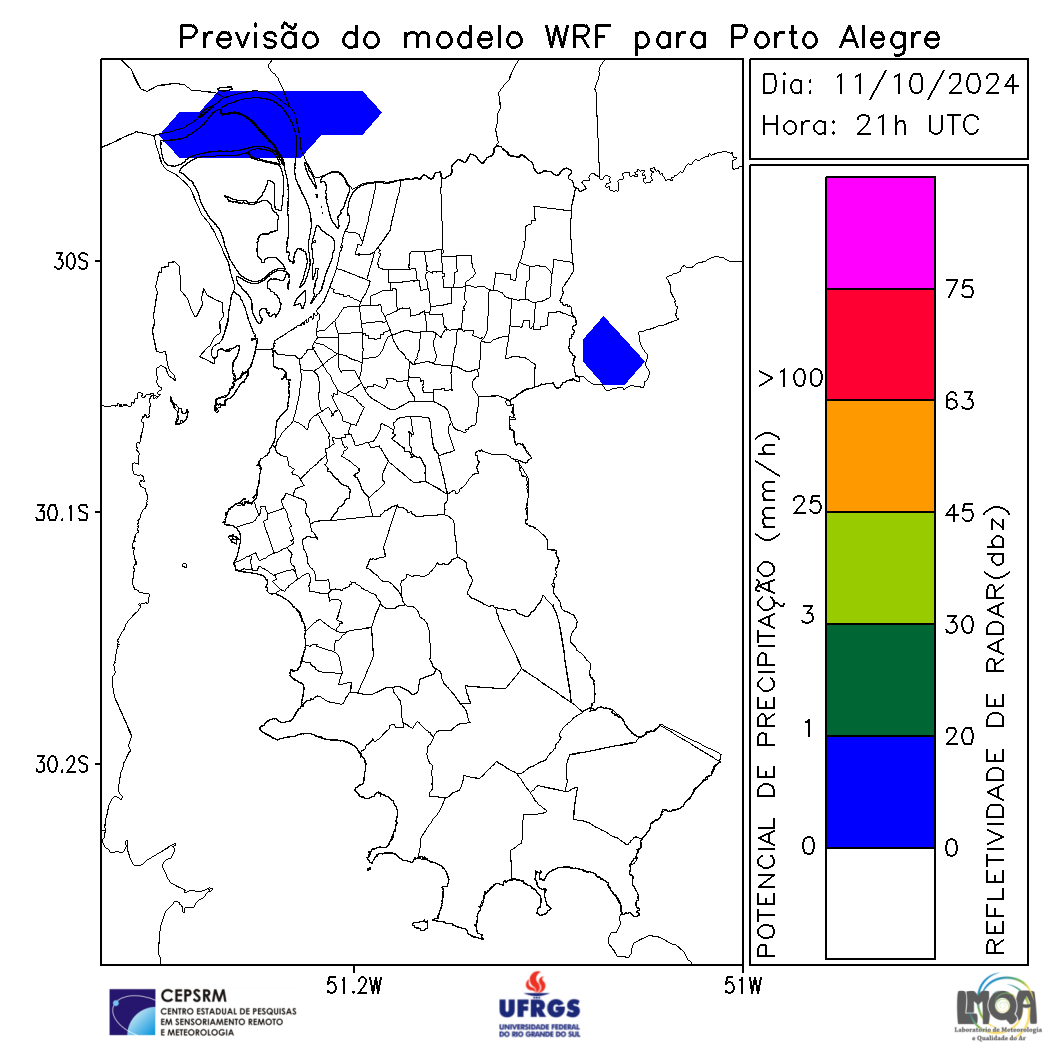 Previsão do modelo WRF para Porto Alegre
Dia: 11/10/2024
Hora: 21h UTC
30S
30.1S
30.2S
51.2W
51W
POTENCIAL DE PRECIPITAÇÃO (mm/h)
>100
25
3
1
0
75
63
45
30
20
0
REFLETIVIDADE DE RADAR(dbz)
CEPSRM
CENTRO ESTADUAL DE PESQUISAS
EM SENSORIAMENTO REMOTO
E METEOROLOGIA
UFRGS
UNIVERSIDADE FEDERAL
DO RIO GRANDE DO SUL
LMQA
Laboratório de Meteorologia
e Qualidade do Ar